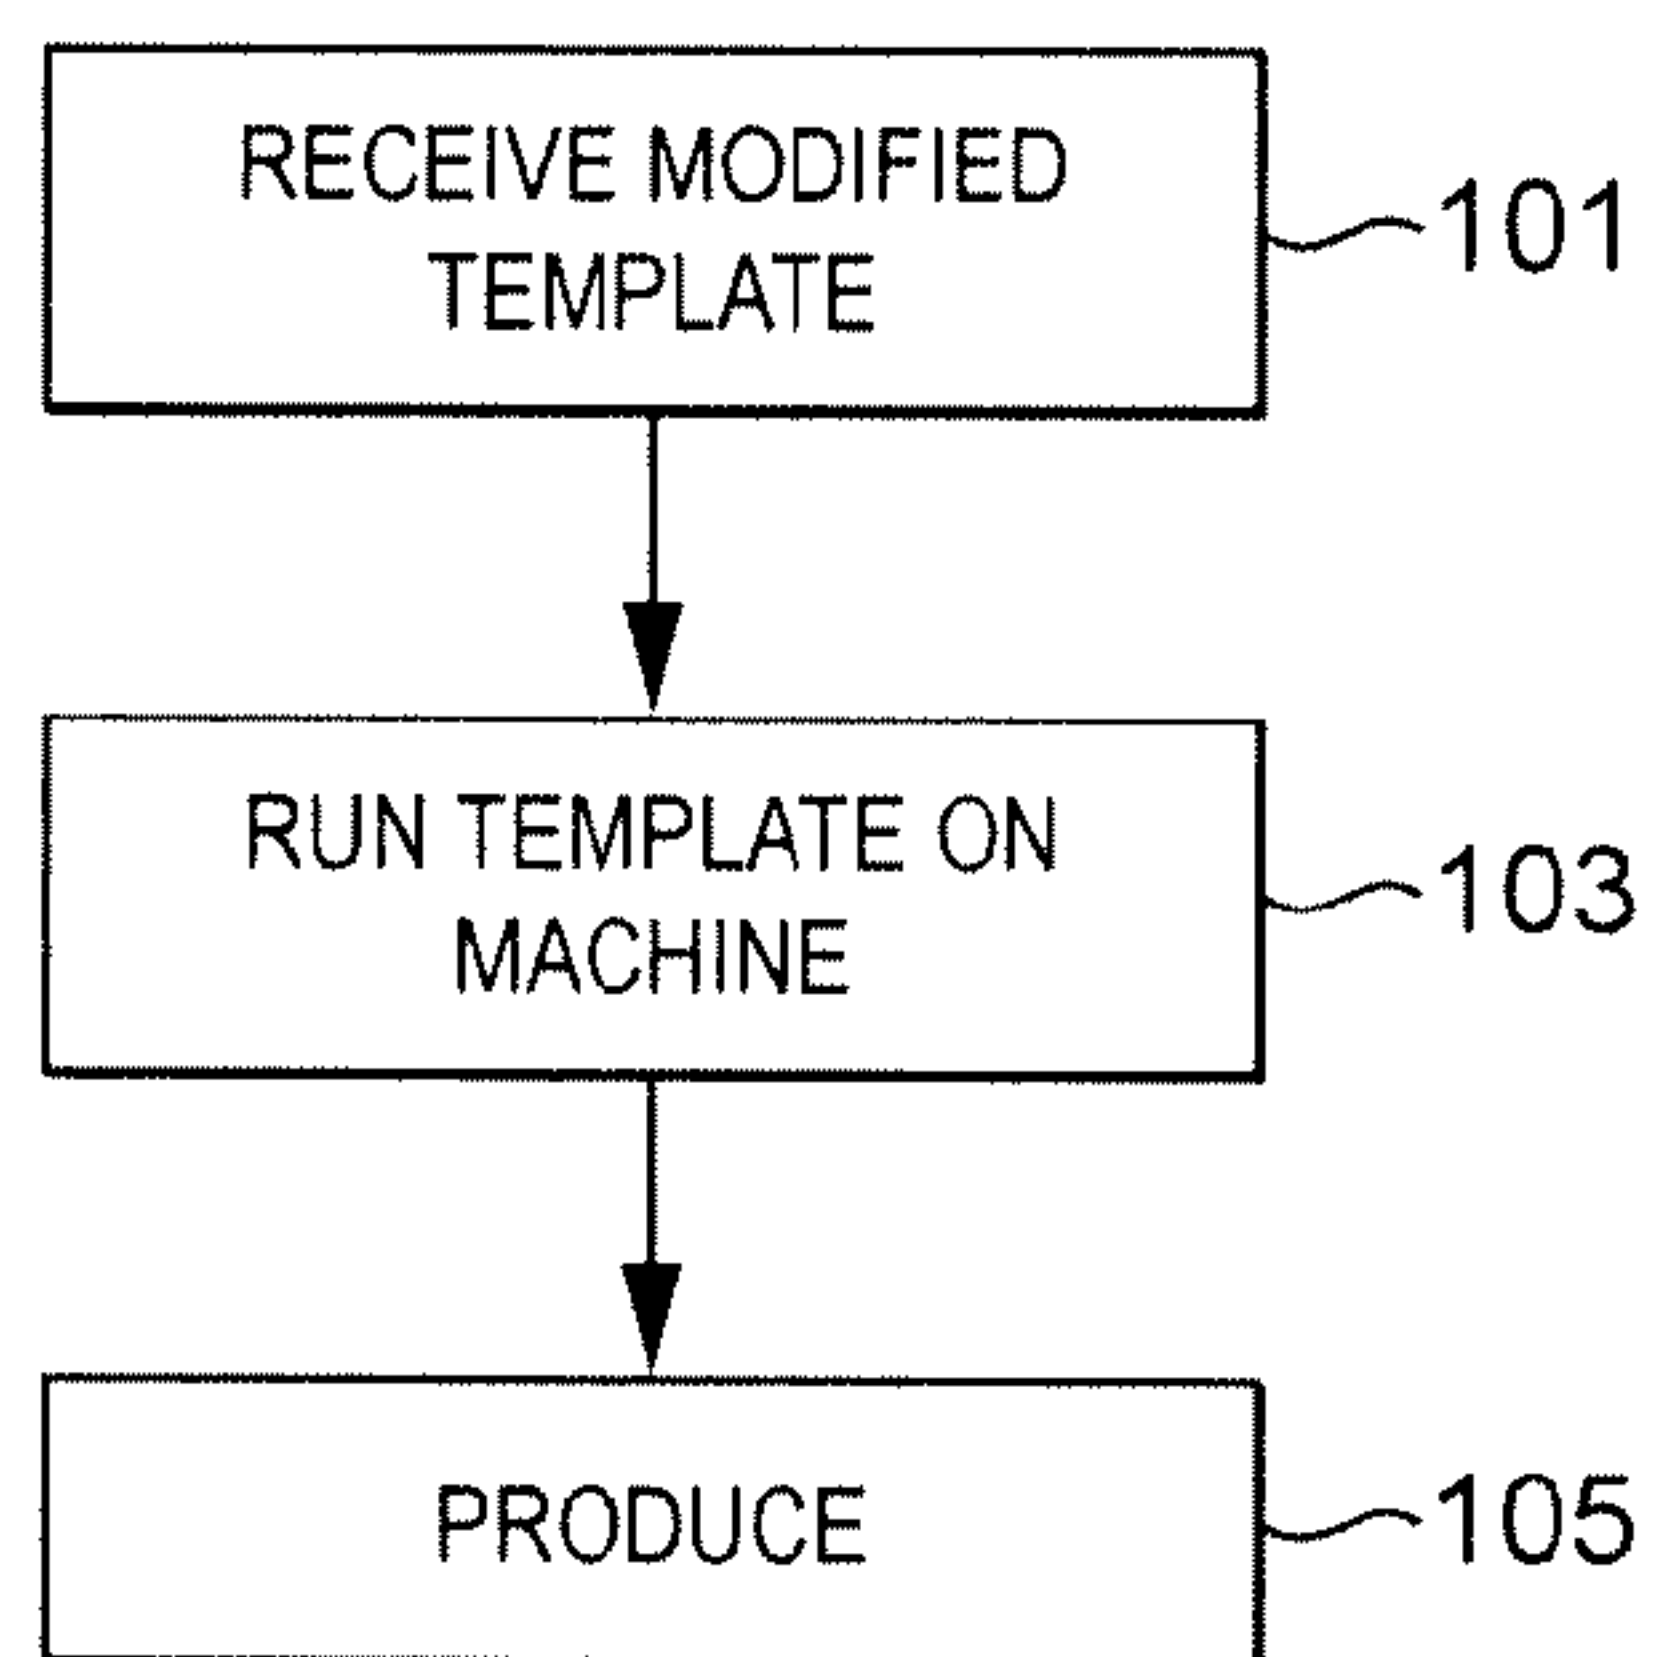 RECEIVE MODIFIED
TEMPLATE
101
RUN TEMPLATE ON
MACHINE
103
PRODUCE
105